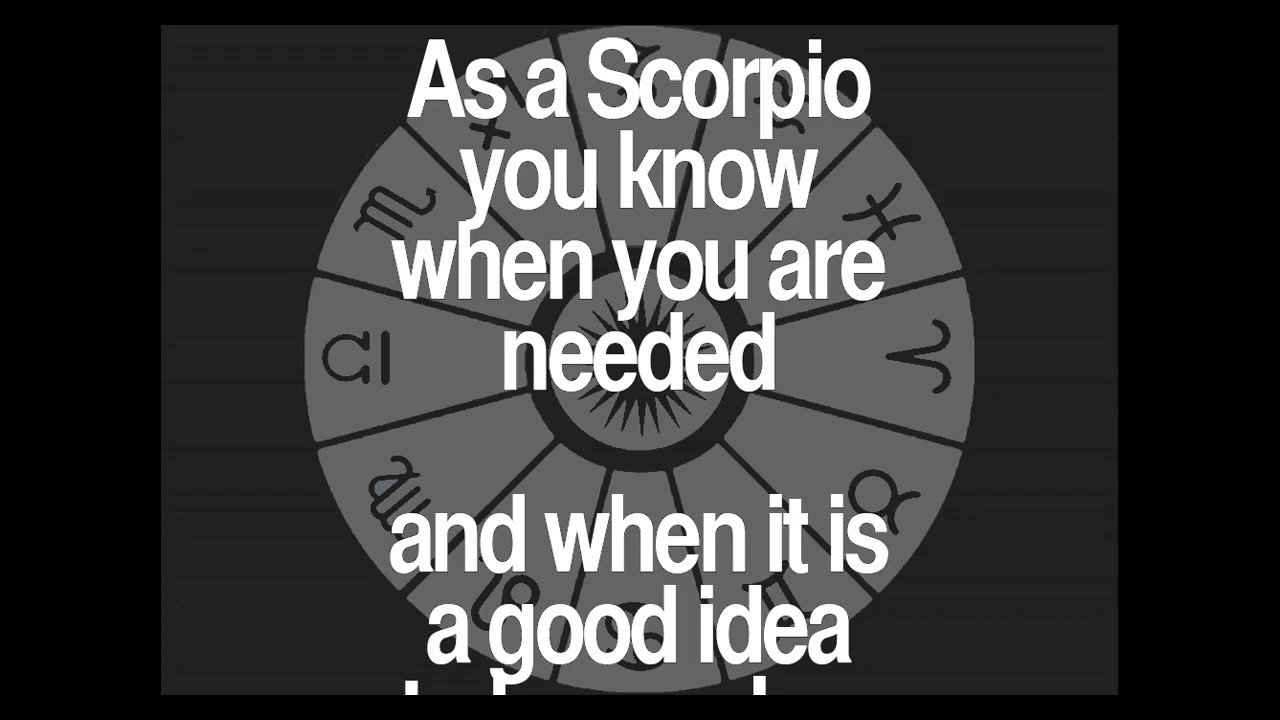 As a Scorpio
you know
when you are
needed
and when it is
a good idea